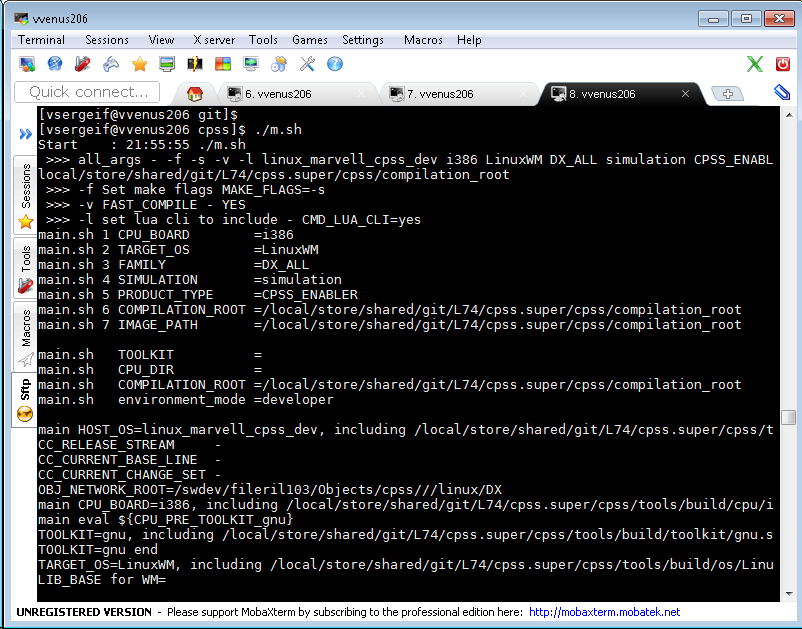 vvenus206
Terminal Sessions View X server Tools Games Settings Macros Help
Quick connect...
6. vvenus206
7. vvenus206
8. vvenus206
Sessions
Tools
Macros
Sftp
[vsergeif@vvenus206 git]$
[vsergeif@vvenus206 cpss]$ ./m.sh
Start    : 21:55:55 ./m.sh
 >>> all_args - -f -s -v -l linux_marvell_cpss_dev i386 LinuxWM DX_ALL simulation CPSS_ENABL
local/store/shared/git/L74/cpss.super/cpss/compilation_root
 >>> -f Set make flags MAKE_FLAGS=-s
 >>> -v FAST_COMPILE - YES
 >>> -l set lua cli to include - CMD_LUA_CLI=yes
main.sh 1 CPU_BOARD        =i386
main.sh 2 TARGET_OS        =LinuxWM
main.sh 3 FAMILY           =DX_ALL
main.sh 4 SIMULATION       =simulation
main.sh 5 PRODUCT_TYPE     =CPSS_ENABLER
main.sh 6 COMPILATION_ROOT =/local/store/shared/git/L74/cpss.super/cpss/compilation_root
main.sh 7 IMAGE_PATH       =/local/store/shared/git/L74/cpss.super/cpss/compilation_root
main.sh   TOOLKIT          =
main.sh   CPU_DIR          =
main.sh   COMPILATION_ROOT =/local/store/shared/git/L74/cpss.super/cpss/compilation_root
main.sh   environment_mode =developer
main HOST_OS=linux_marvell_cpss_dev, including /local/store/shared/git/L74/cpss.super/cpss/t
CC_RELEASE_STREAM     -
CC_CURRENT_BASE_LINE  -
CC_CURRENT_CHANGE_SET -
OBJ_NETWORK_ROOT=/swdev/fileril103/Objects/cpss///linux/DX
main CPU_BOARD=i386, including /local/store/shared/git/L74/cpss.super/cpss/tools/build/cpu/i
main eval ${CPU_PRE_TOOLKIT_gnu}
TOOLKIT=gnu, including /local/store/shared/git/L74/cpss.super/cpss/tools/build/toolkit/gnu.s
TOOLKIT=gnu end
TARGET_OS=LinuxWM, including /local/store/shared/git/L74/cpss.super/cpss/tools/build/os/Linu
LIB_BASE for WM=
UNREGISTERED VERSION - Please support MobaXterm by subscribing to the professional edition here: http://mobaxterm.mobatek.net